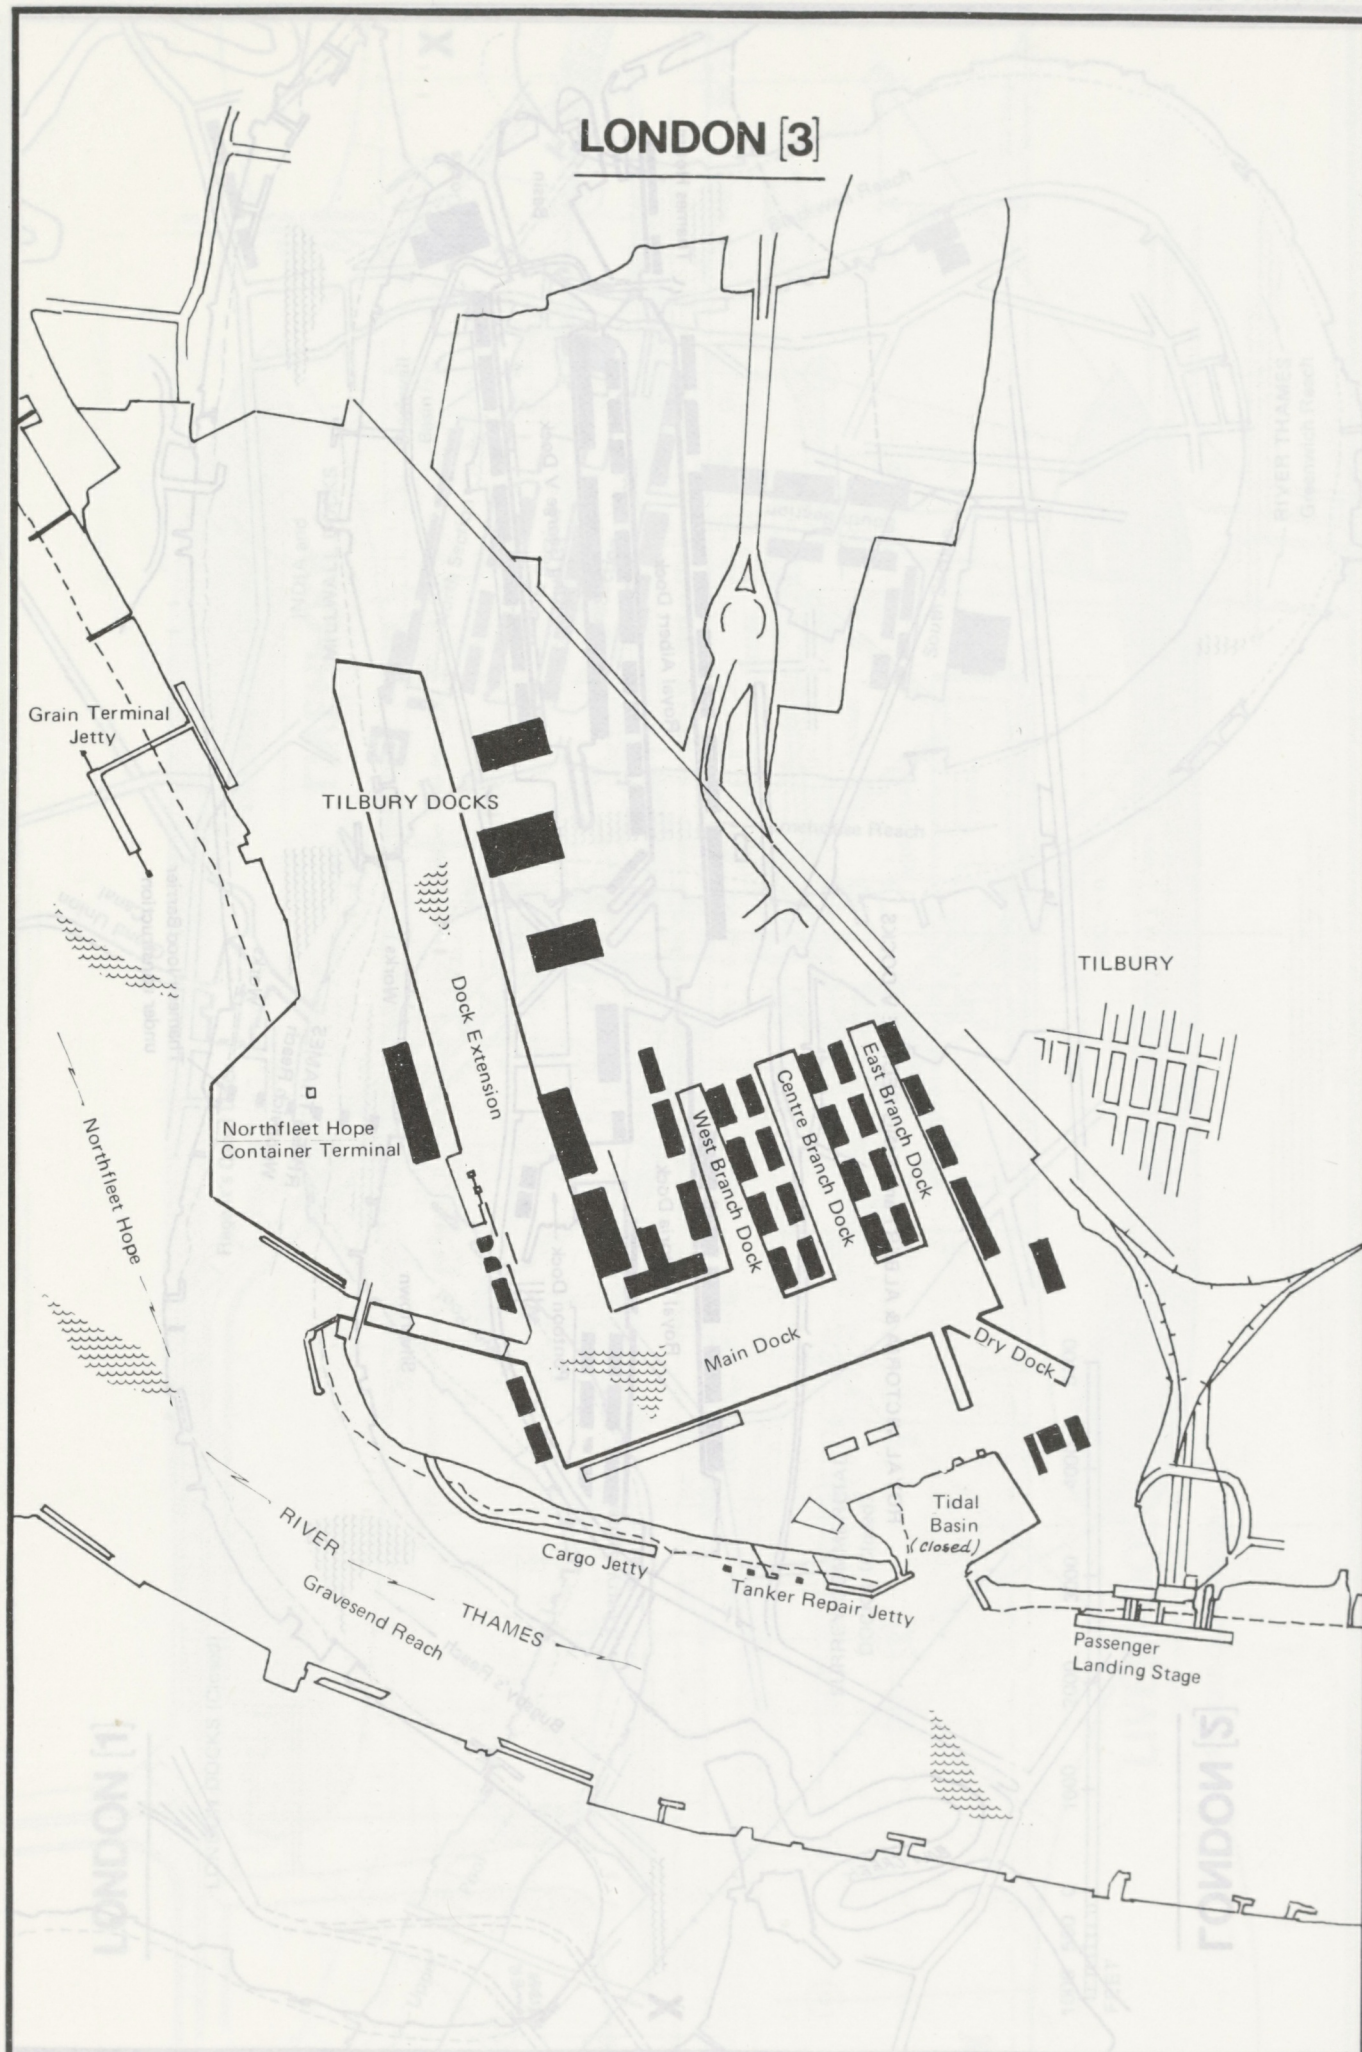 LONDON [3]
Grain Terminal
Jetty
TILBURY DOCKS
TILBURY
Dock Extension
Northfleet Hope
Container Terminal
Northfleet Hope
West Branch Dock
Centre Branch Dock
East Branch Dock
Main Dock
Dry Dock
Tidal
Basin
(Closed)
Cargo Jetty
Tanker Repair Jetty
RIVER
THAMES
Gravesend Reach
Passenger
Landing Stage